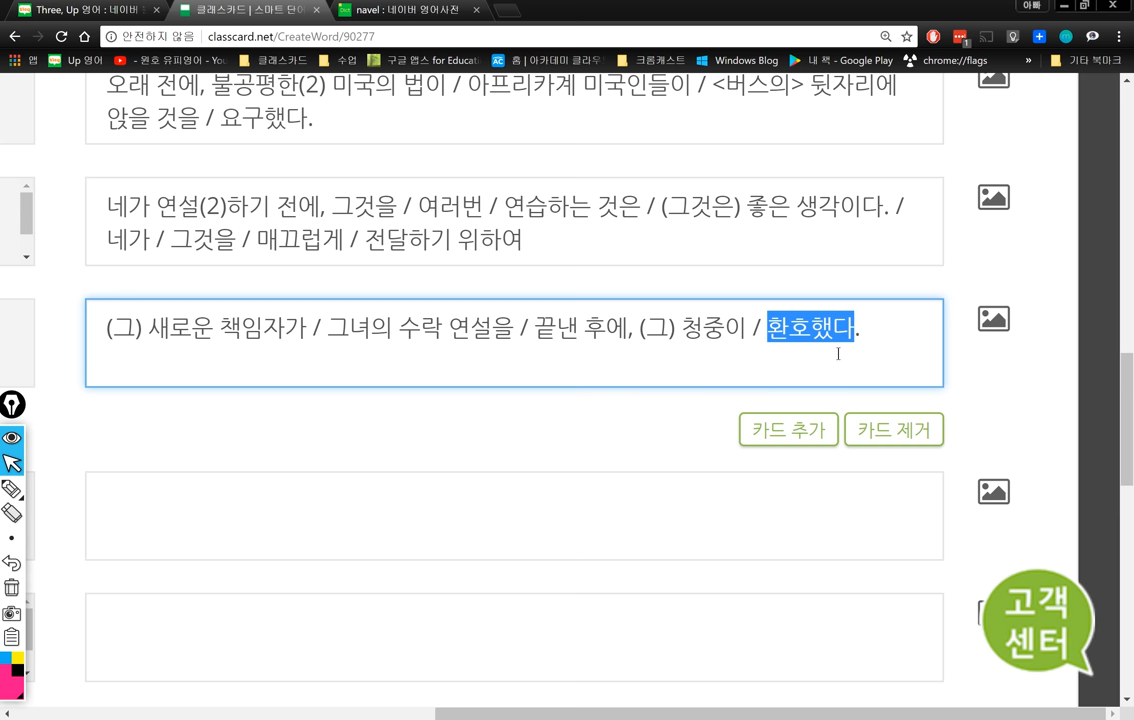 Three, Up 영어 : 네이버
클래스카드 | 스마트 단어
navel : 네이버 영어사전
아빠
안전하지 않음
classcard.net/CreateWord/90277
앱
Up 영어
- 원호 유피영어 - You
클래스카드
수업
구글 앱스 for Educati
홈 | 아카데미 클라우드
크롬캐스트
Windows Blog
내 책 - Google Play
chrome://flags
»
기타 북마크
오래 전에, 불공평한(2) 미국의 법이 / 아프리카계 미국인들이 / <버스의> 뒷자리에
앉을 것을 / 요구했다.
네가 연설(2)하기 전에, 그것을 / 여러번 / 연습하는 것은 / (그것은) 좋은 생각이다. /
네가 / 그것을 / 매끄럽게 / 전달하기 위하여
(그) 새로운 책임자가 / 그녀의 수락 연설을 / 끝낸 후에, (그) 청중이 / 환호했다.
카드 추가
카드 제거
고객
센터